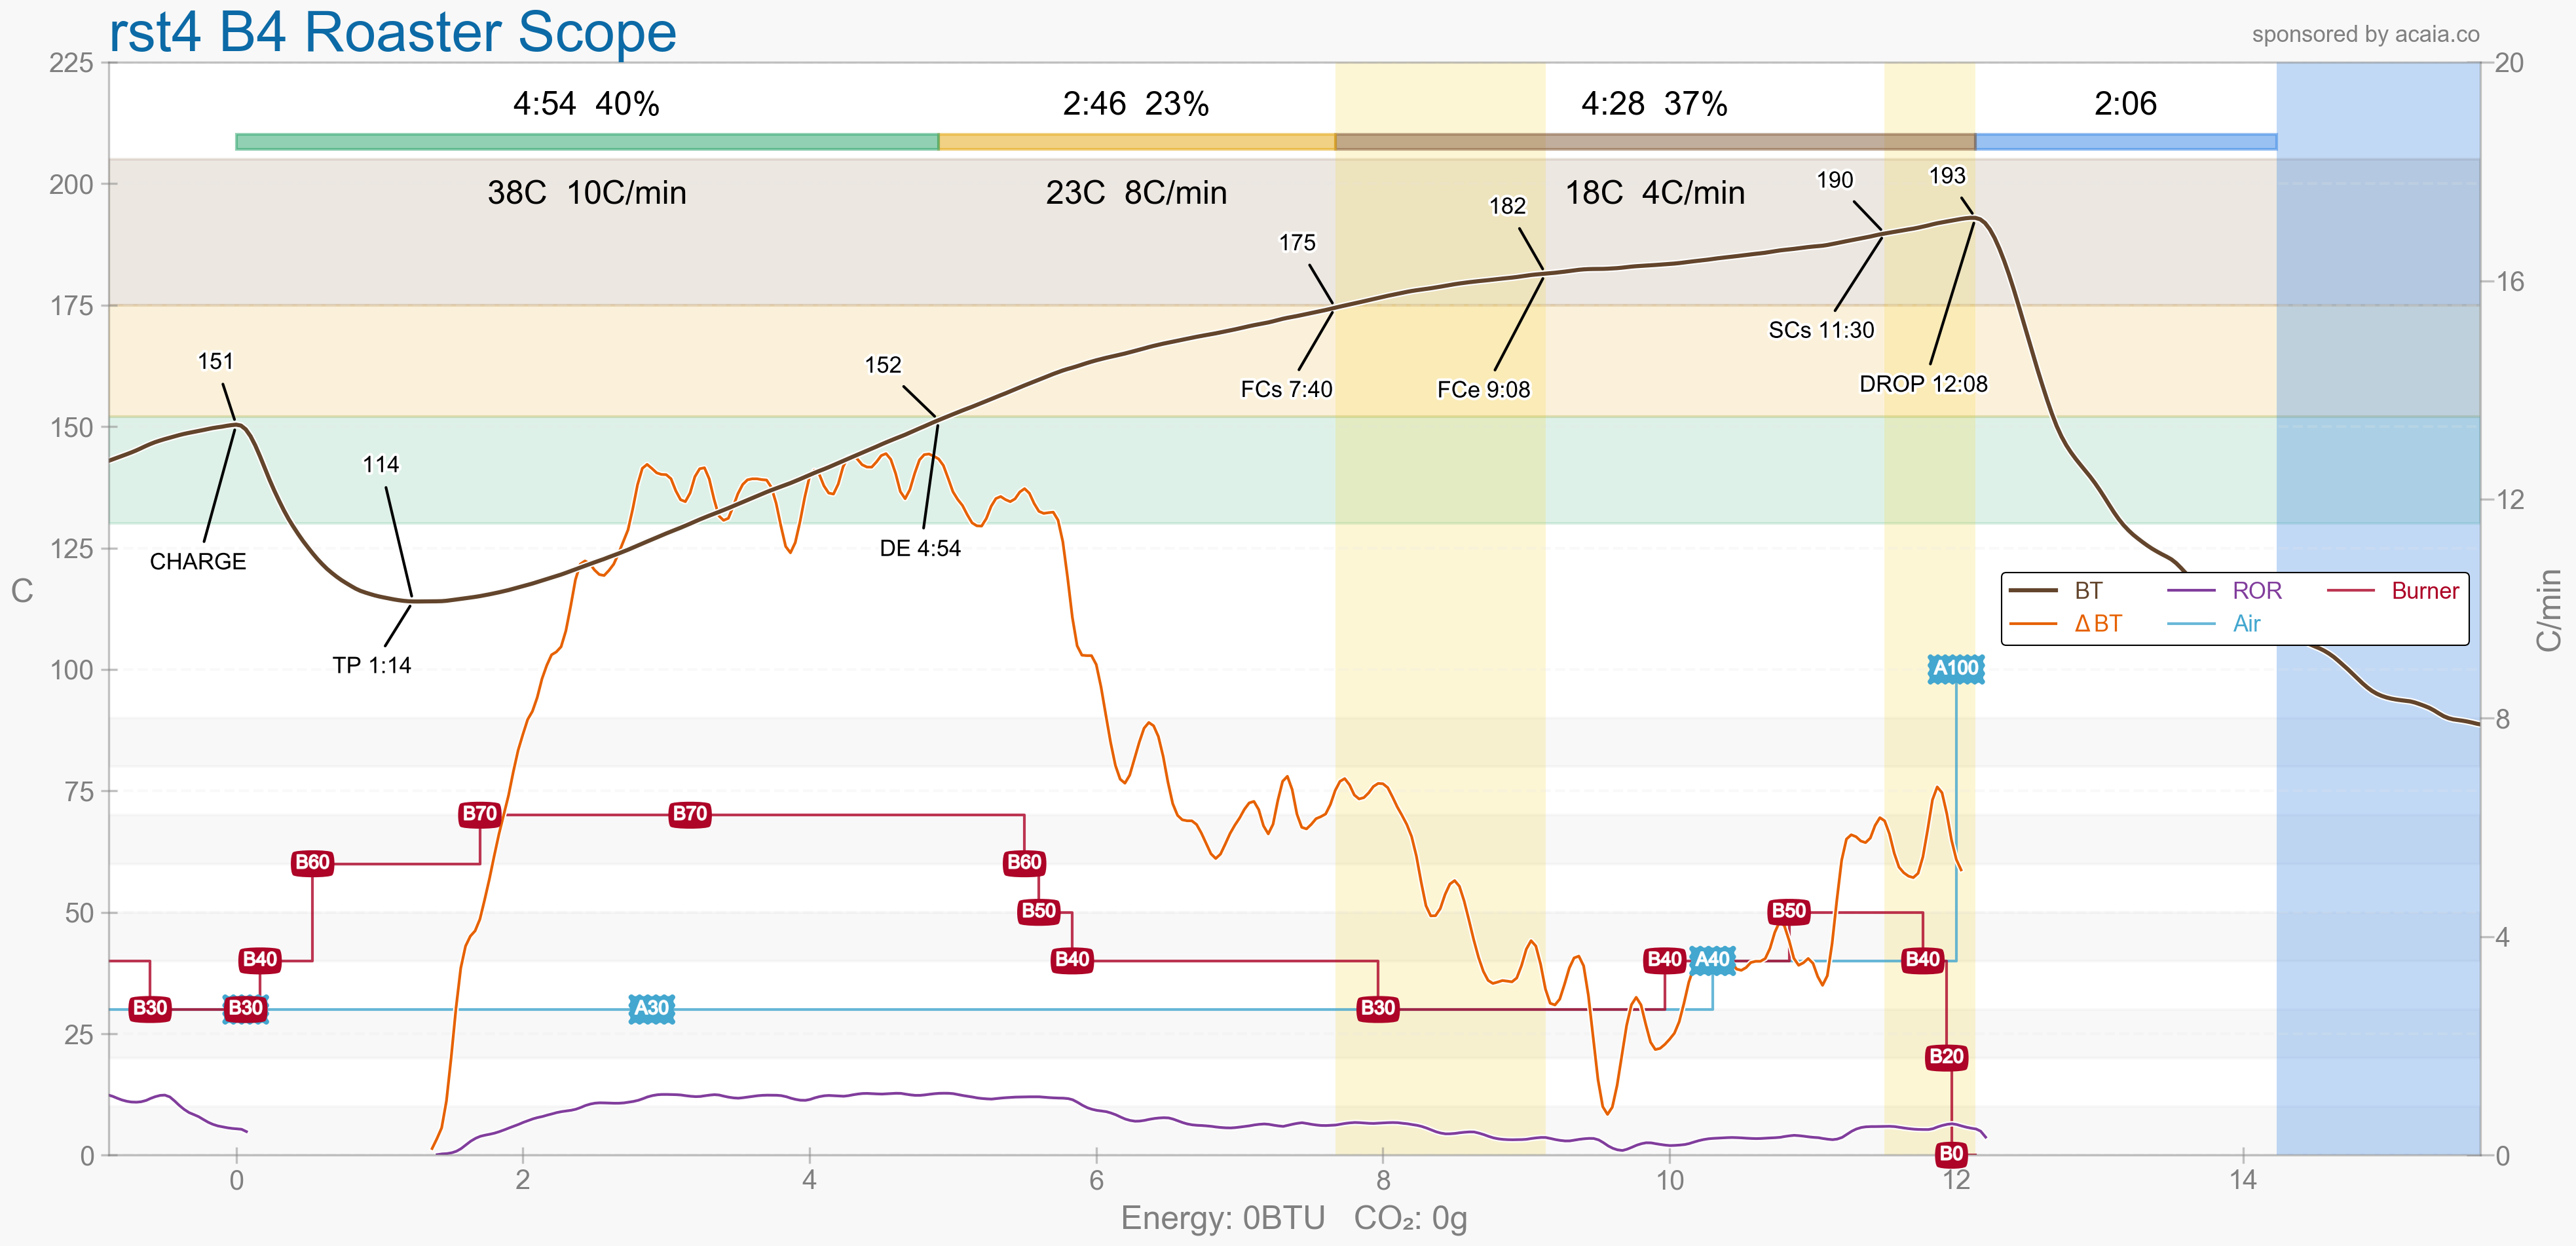 rst4 B4 Roaster Scope
sponsored by acaia.co
225
200
175
150
125
100
75
50
25
0
C
20
16
12
8
4
0
C/min
4:54 40%
2:46 23%
4:28 37%
2:06
38C 10C/min
23C 8C/min
18C 4C/min
151
CHARGE
114
TP 1:14
152
DE 4:54
175
FCs 7:40
182
FCe 9:08
190
SCs 11:30
193
DROP 12:08
BT
ROR
Burner
Δ BT
Air
B30
B30
B40
B60
B70
B70
B60
B50
B40
B30
B40
B50
B40
B20
B0
A30
A40
A100
0
2
4
6
8
10
12
14
Energy: 0BTU CO₂: 0g